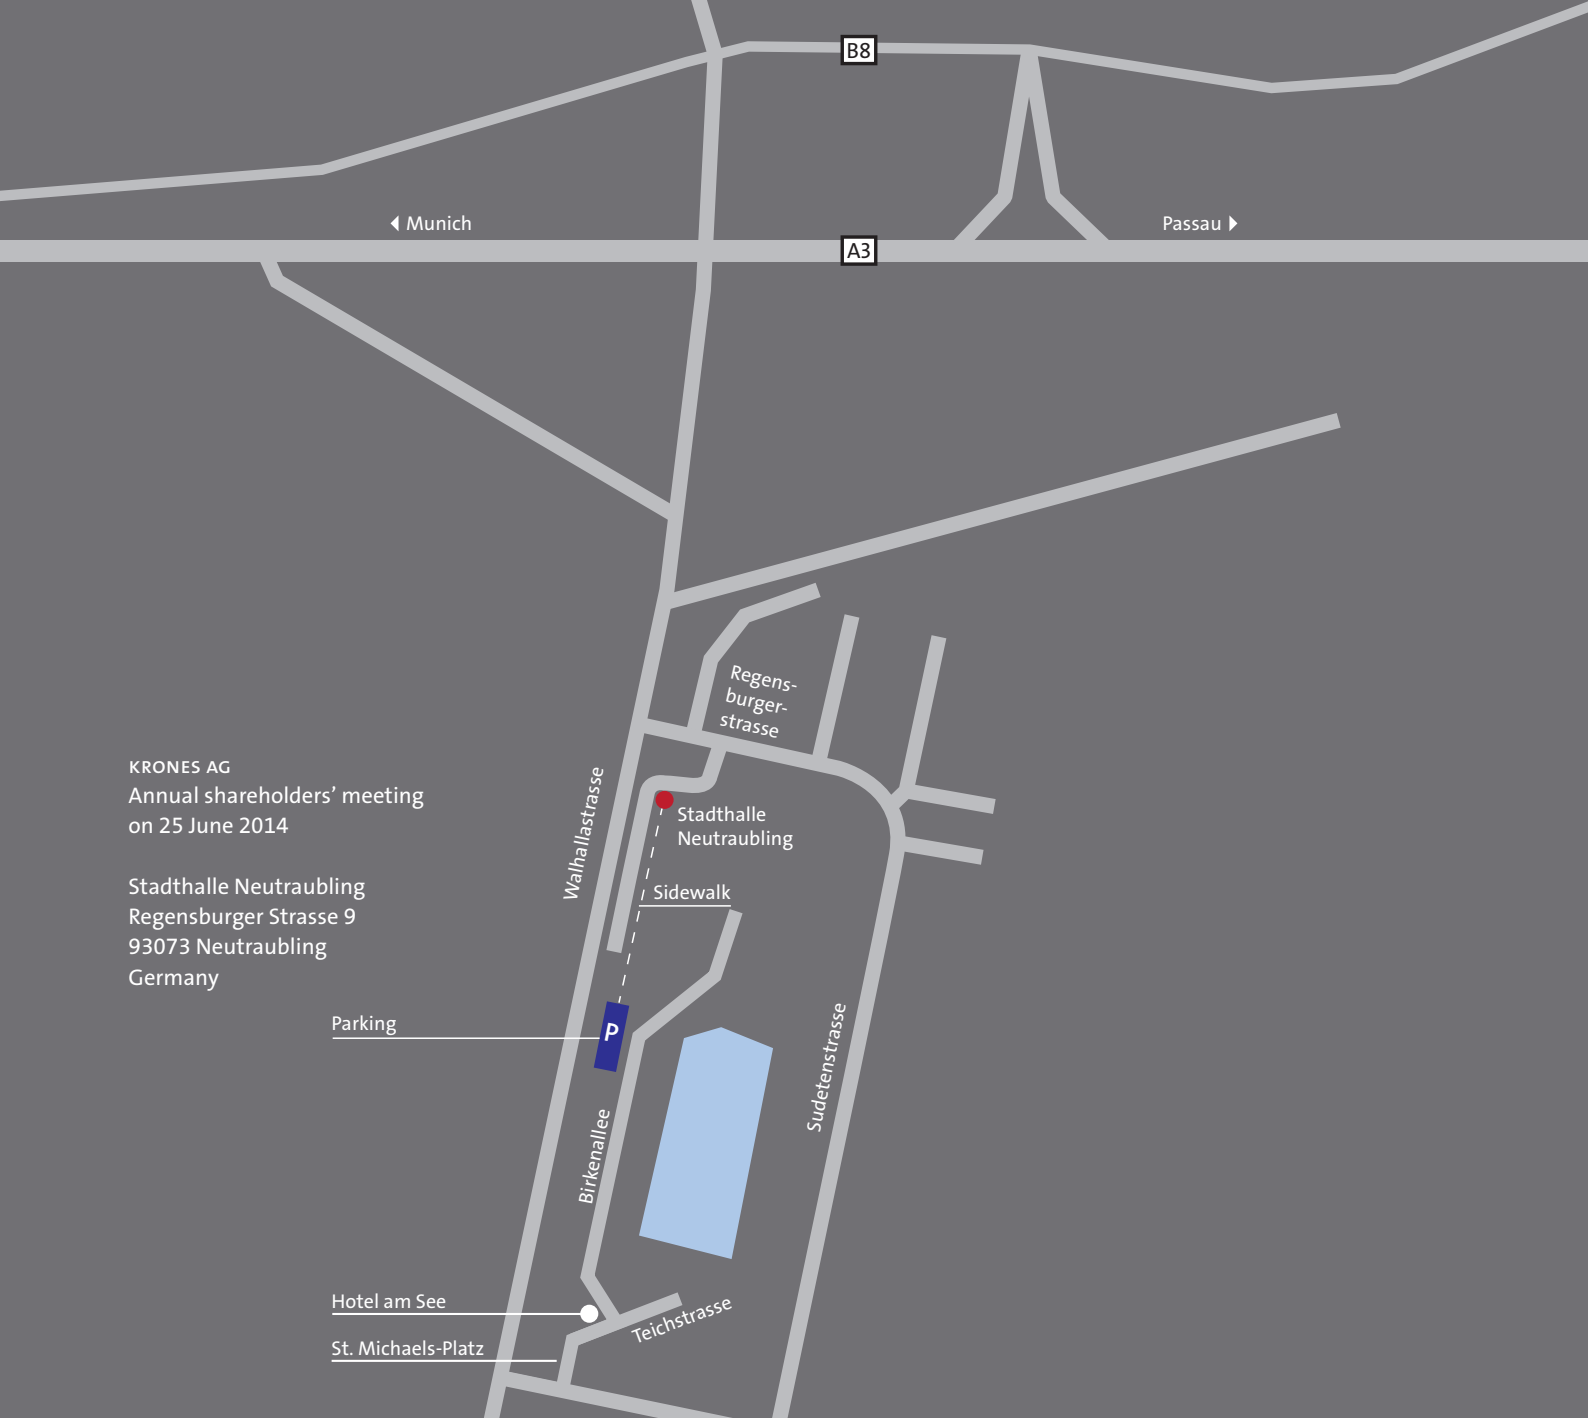 B8
Munich
Passau
A3
Regens-
burger-
strasse
KRONES AG
Annual shareholders’ meeting
on 25 June 2014
Stadthalle Neutraubling
Regensburger Strasse 9
93073 Neutraubling
Germany
Walhallastrasse
Stadthalle
Neutraubling
Sidewalk
Parking
P
Sudetenstrasse
Birkenallee
Hotel am See
Teichstrasse
St. Michaels-Platz